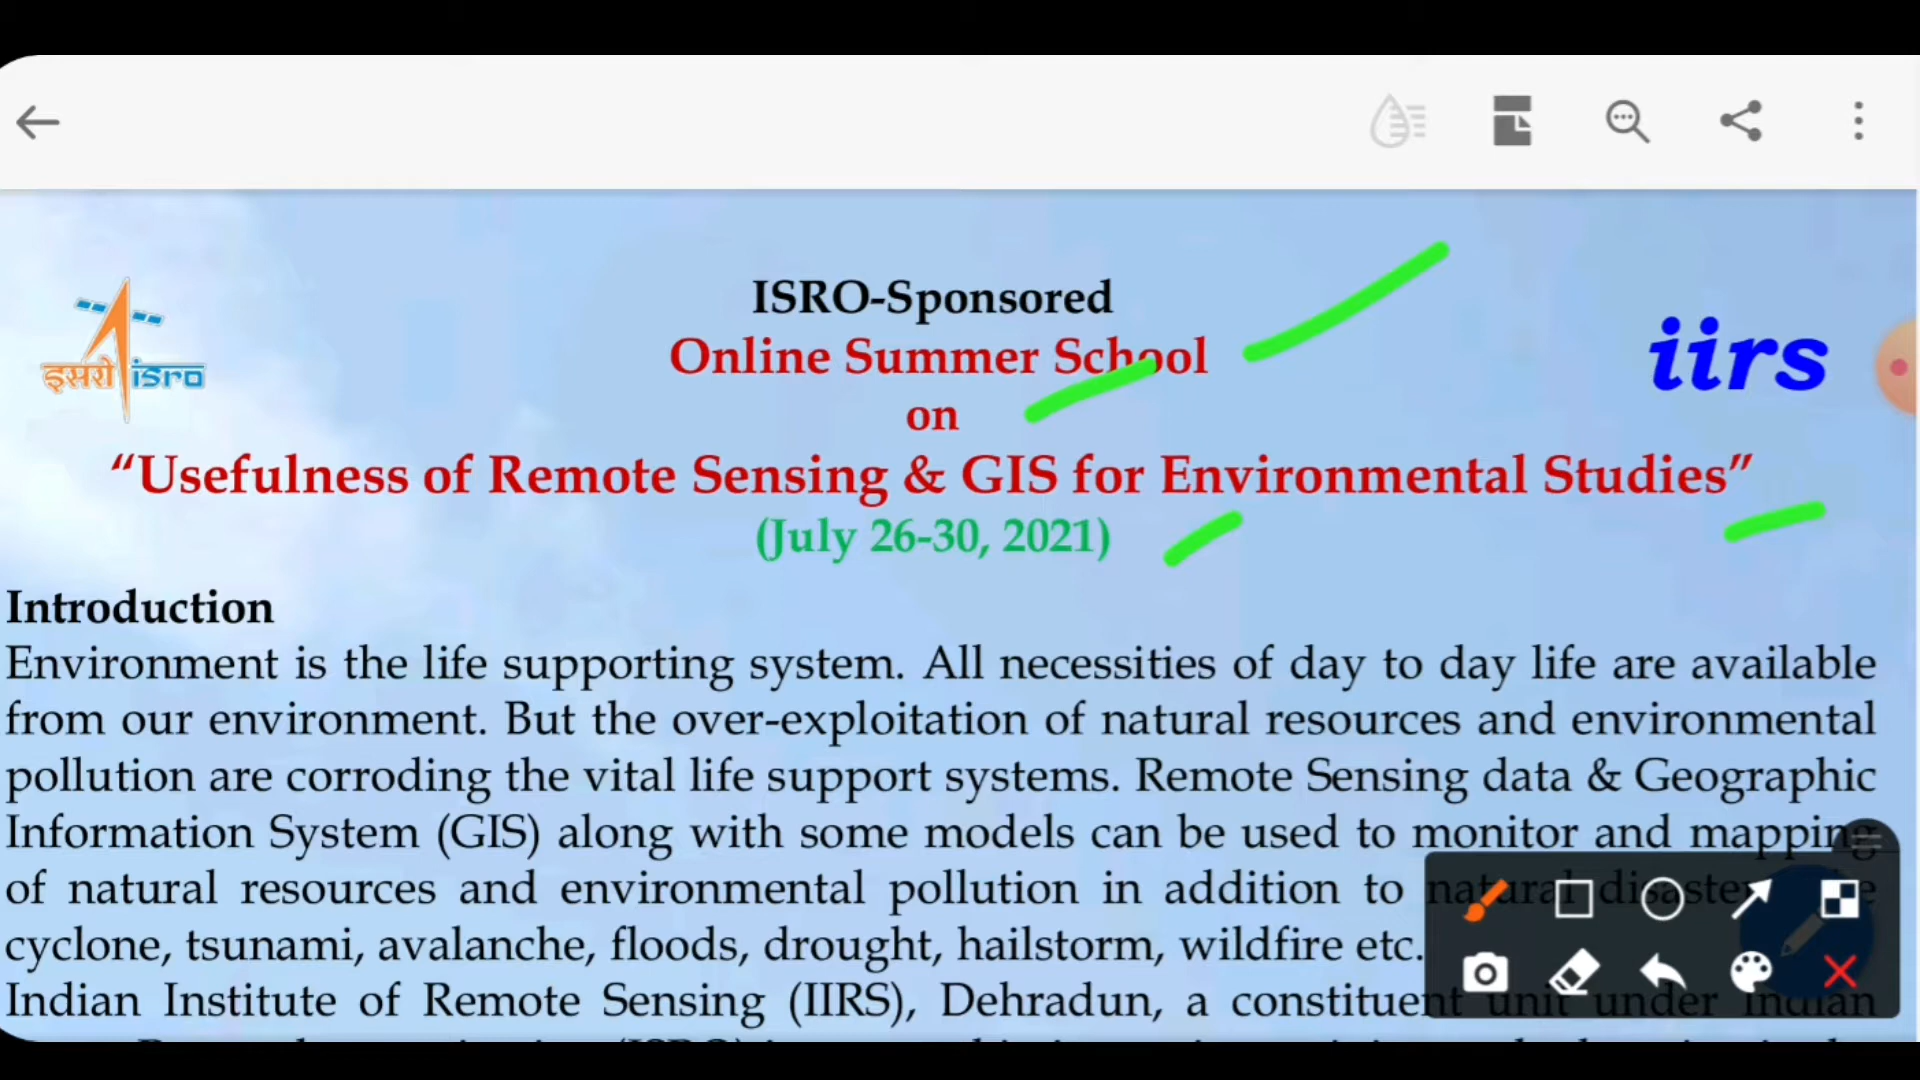 ISRO-Sponsored
इसरो isro
Online Summer School
iirs
on
“Usefulness of Remote Sensing & GIS for Environmental Studies”
(July 26-30, 2021)
Introduction
Environment is the life supporting system. All necessities of day to day life are available
from our environment. But the over-exploitation of natural resources and environmental
pollution are corroding the vital life support systems. Remote Sensing data & Geographic
Information System (GIS) along with some models can be used to monitor and mapping
of natural resources and environmental pollution in addition to natural
cyclone, tsunami, avalanche, floods, drought, hailstorm, wildfire etc.
Indian Institute of Remote Sensing (IIRS), Dehradun, a constituent unit under Indian